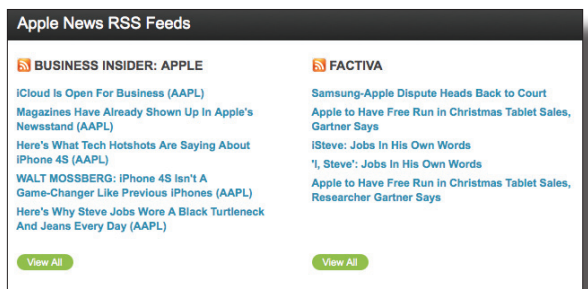 Apple News RSS Feeds
BUSINESS INSIDER: APPLE
iCloud Is Open For Business (AAPL)
Magazines Have Already Shown Up In Apple's
Newsstand (AAPL)
Here's What Tech Hotshots Are Saying About
iPhone 4S (AAPL)
WALT MOSSBERG: iPhone 4S Isn't A
Game-Changer Like Previous iPhones (AAPL)
Here's Why Steve Jobs Wore A Black Turtleneck
And Jeans Every Day (AAPL)
View All
FACTIVA
Samsung-Apple Dispute Heads Back to Court
Apple to Have Free Run in Christmas Tablet Sales,
Gartner Says
iSteve: Jobs In His Own Words
'I, Steve': Jobs In His Own Words
Apple to Have Free Run in Christmas Tablet Sales,
Researcher Gartner Says
View All